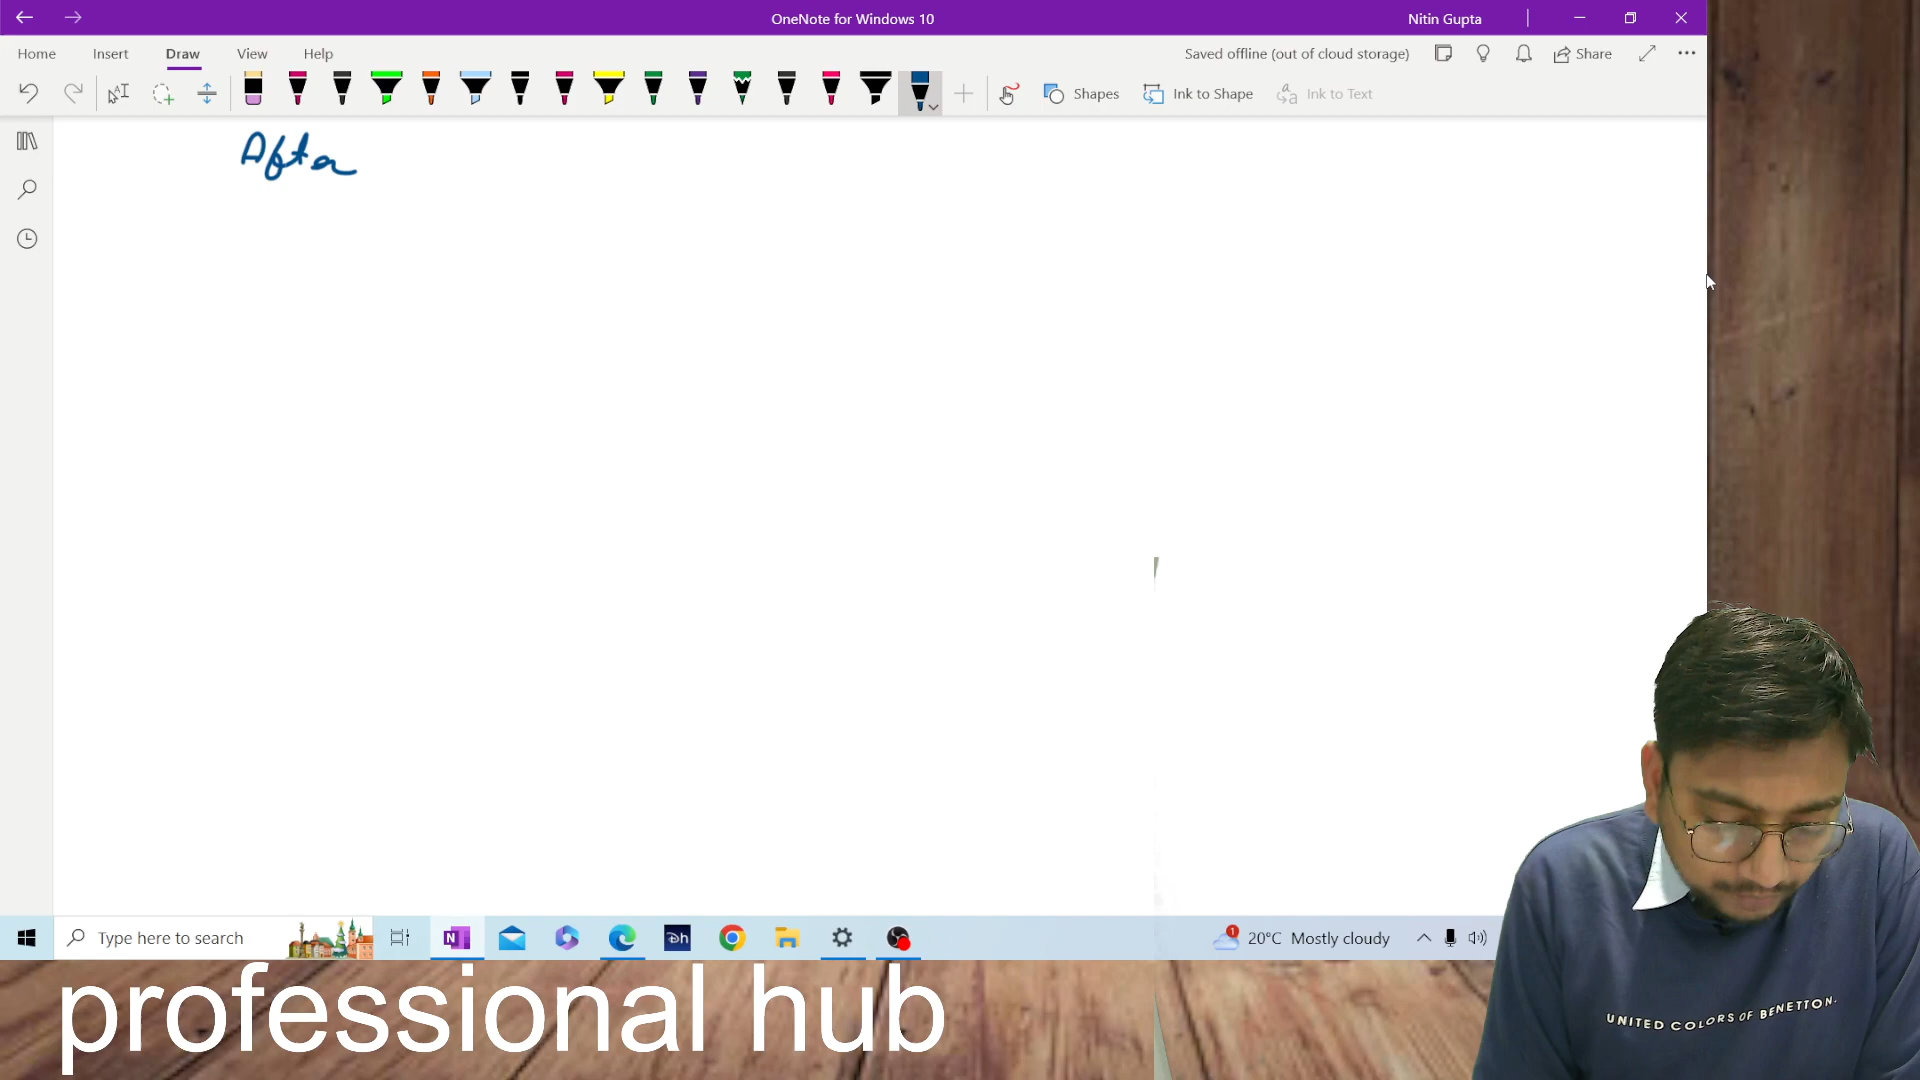 OneNote for Windows 10
Nitin Gupta
Home Insert Draw View Help
Saved offline (out of cloud storage) Share
Shapes Ink to Shape Ink to Text
After
Type here to search
20°C Mostly cloudy
professional hub
UNITED COLORS OF BENETTON.